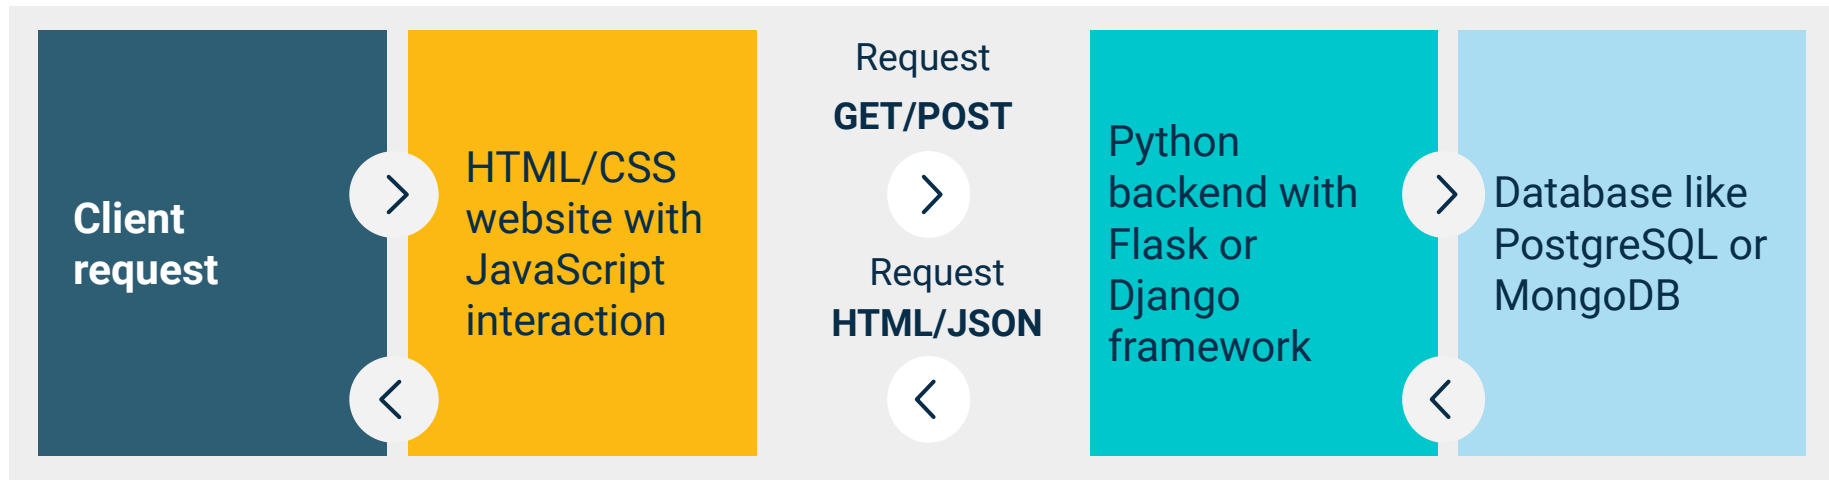 Client
request
HTML/CSS
website with
JavaScript
interaction
Request
GET/POST
Request
HTML/JSON
Python
backend with
Flask or
Django
framework
Database like
PostgreSQL or
MongoDB